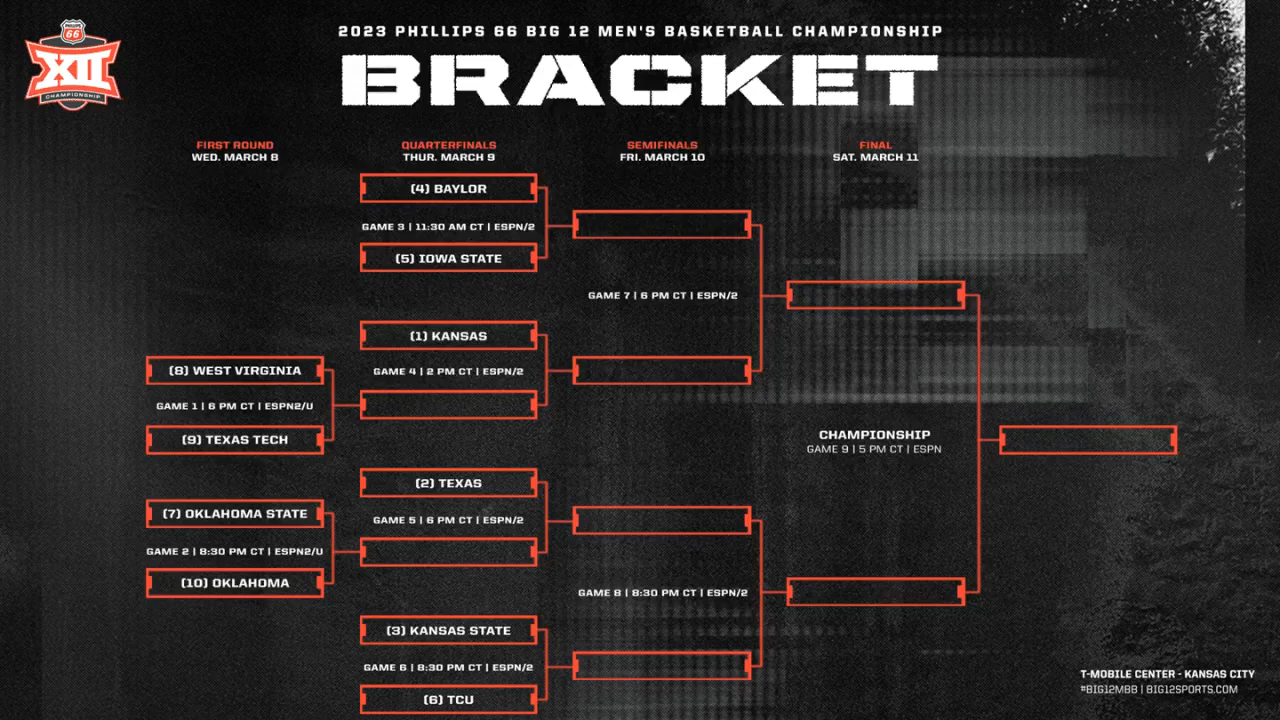 PHILLIPS
66
XII
CHAMPIONSHIP
2023 PHILLIPS 66 BIG 12 MEN'S BASKETBALL CHAMPIONSHIP
BRACKET
FIRST ROUND
WED. MARCH 8
QUARTERFINALS
THUR. MARCH 9
SEMIFINALS
FRI. MARCH 10
FINAL
SAT. MARCH 11
(4) BAYLOR
GAME 3 | 11:30 AM CT | ESPN/2
(5) IOWA STATE
GAME 7 | 6 PM CT | ESPN/2
(1) KANSAS
(8) WEST VIRGINIA
GAME 4 | 2 PM CT | ESPN/2
GAME 1 | 6 PM CT | ESPN2/U
(9) TEXAS TECH
CHAMPIONSHIP
GAME 9 | 5 PM CT | ESPN
(2) TEXAS
(7) OKLAHOMA STATE
GAME 5 | 6 PM CT | ESPN/2
GAME 2 | 8:30 PM CT | ESPN2/U
(10) OKLAHOMA
GAME 8 | 8:30 PM CT | ESPN/2
(3) KANSAS STATE
GAME 6 | 8:30 PM CT | ESPN/2
(6) TCU
T-MOBILE CENTER - KANSAS CITY
#BIG12MBB | BIG12SPORTS.COM